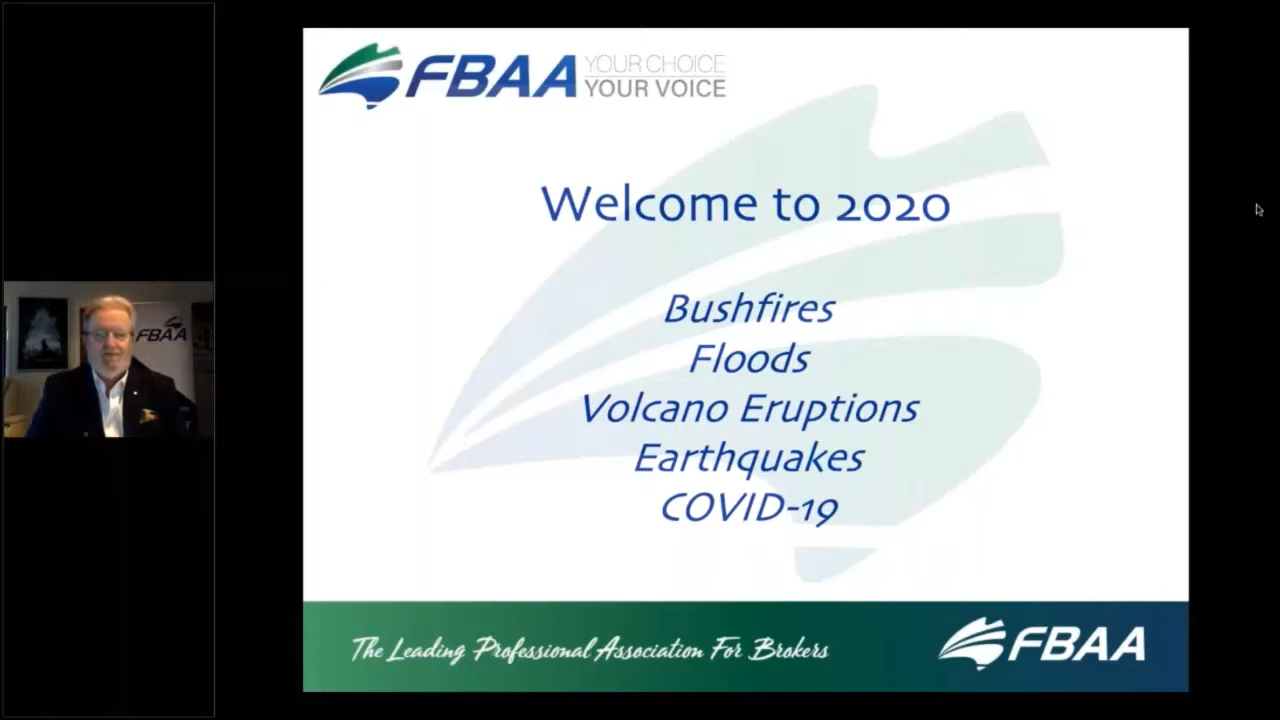 FBAA
YOUR CHOICE
YOUR VOICE
Welcome to 2020
Bushfires
Floods
Volcano Eruptions
Earthquakes
COVID-19
FBAA
The Leading Professional Association For Brokers
FBAA